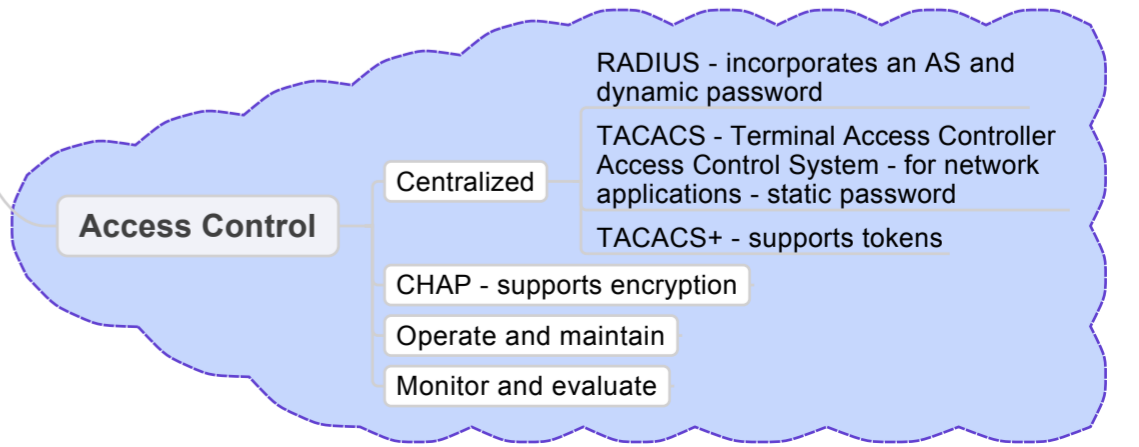 Access Control
Centralized
RADIUS - incorporates an AS and
dynamic password
TACACS - Terminal Access Controller
Access Control System - for network
applications - static password
TACACS+ - supports tokens
CHAP - supports encryption
Operate and maintain
Monitor and evaluate